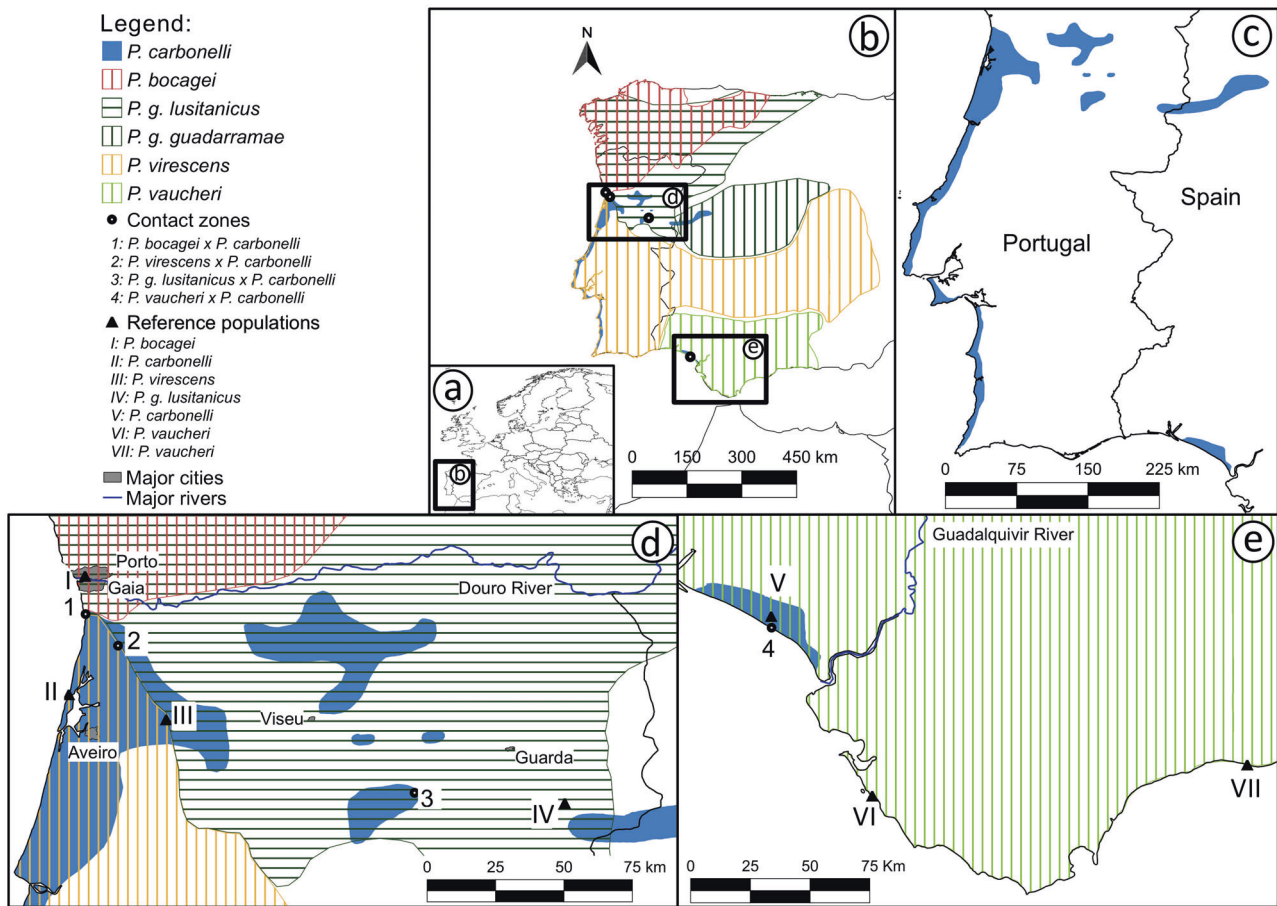 Legend:
P. carbonelli
P. bocagei
P. g. lusitanicus
P. g. guadarramae
P. virescens
P. vaucheri
Contact zones
1: P. bocagei x P. carbonelli
2: P. virescens x P. carbonelli
3: P. g. lusitanicus x P. carbonelli
4: P. vaucheri x P. carbonelli
Reference populations
I: P. bocagei
II: P. carbonelli
III: P. virescens
IV: P. g. lusitanicus
V: P. carbonelli
VI: P. vaucheri
VII: P. vaucheri
Major cities
Major rivers
N
b
d
e
0 150 300 450 km
a
b
c
Spain
Portugal
0 75 150 225 km
d
Porto
I
Gaia
Douro River
1
2
II
III
Viseu
Aveiro
Guarda
3
IV
0 25 50 75 km
e
Guadalquivir River
V
4
VI
VII
0 25 50 75 Km